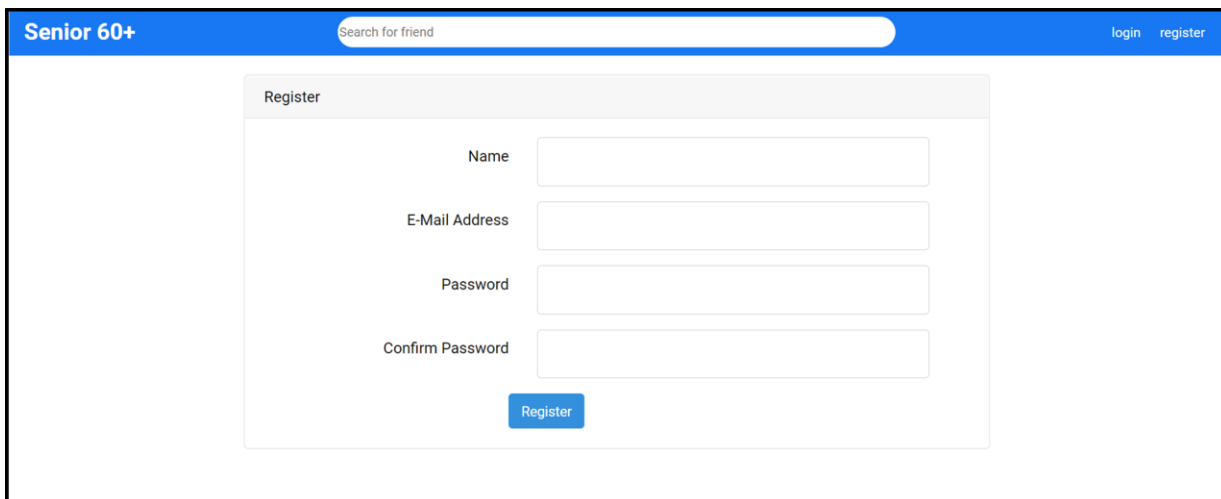 Senior 60+
Search for friend
login register
Register
Name
E-Mail Address
Password
Confirm Password
Register